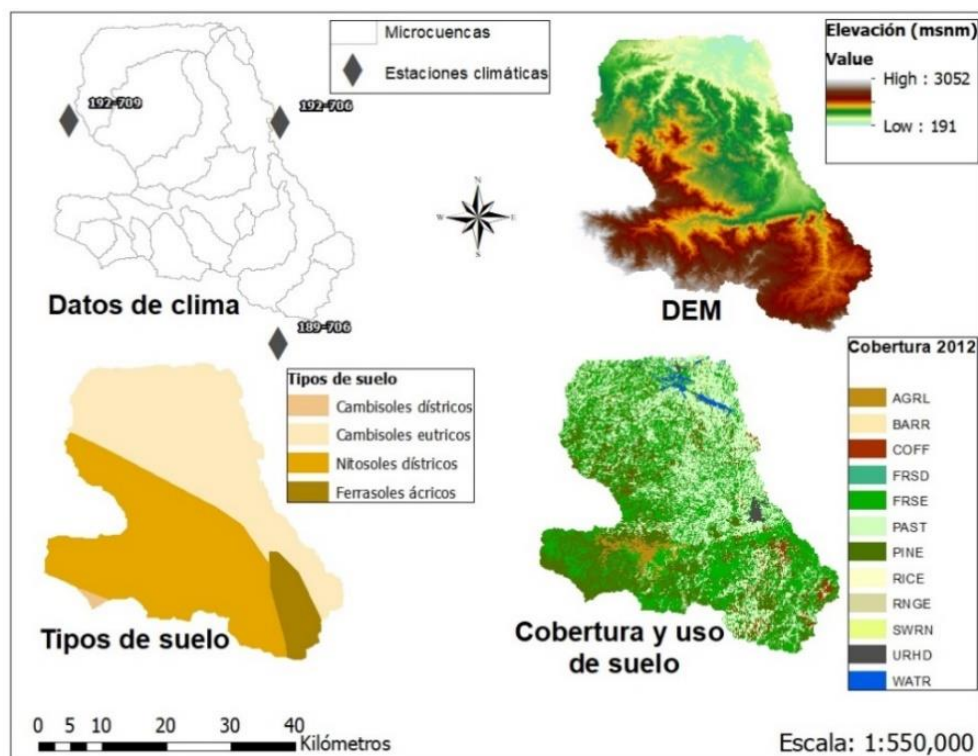 Microcuencas
Estaciones climáticas
192-709
192-706
189-706
Datos de clima
N
W
E
S
Elevación (msnm)
Value
High : 3052
Low : 191
DEM
Tipos de suelo
Cambisoles dístricos
Cambisoles eutricos
Nitosoles dístricos
Ferrasoles ácricos
Tipos de suelo
Cobertura 2012
AGRL
BARR
COFF
FRSD
FRSE
PAST
PINE
RICE
RNGE
SWRN
URHD
WATR
Cobertura y uso
de suelo
0 5 10 20 30 40
Kilómetros
Escala: 1:550,000